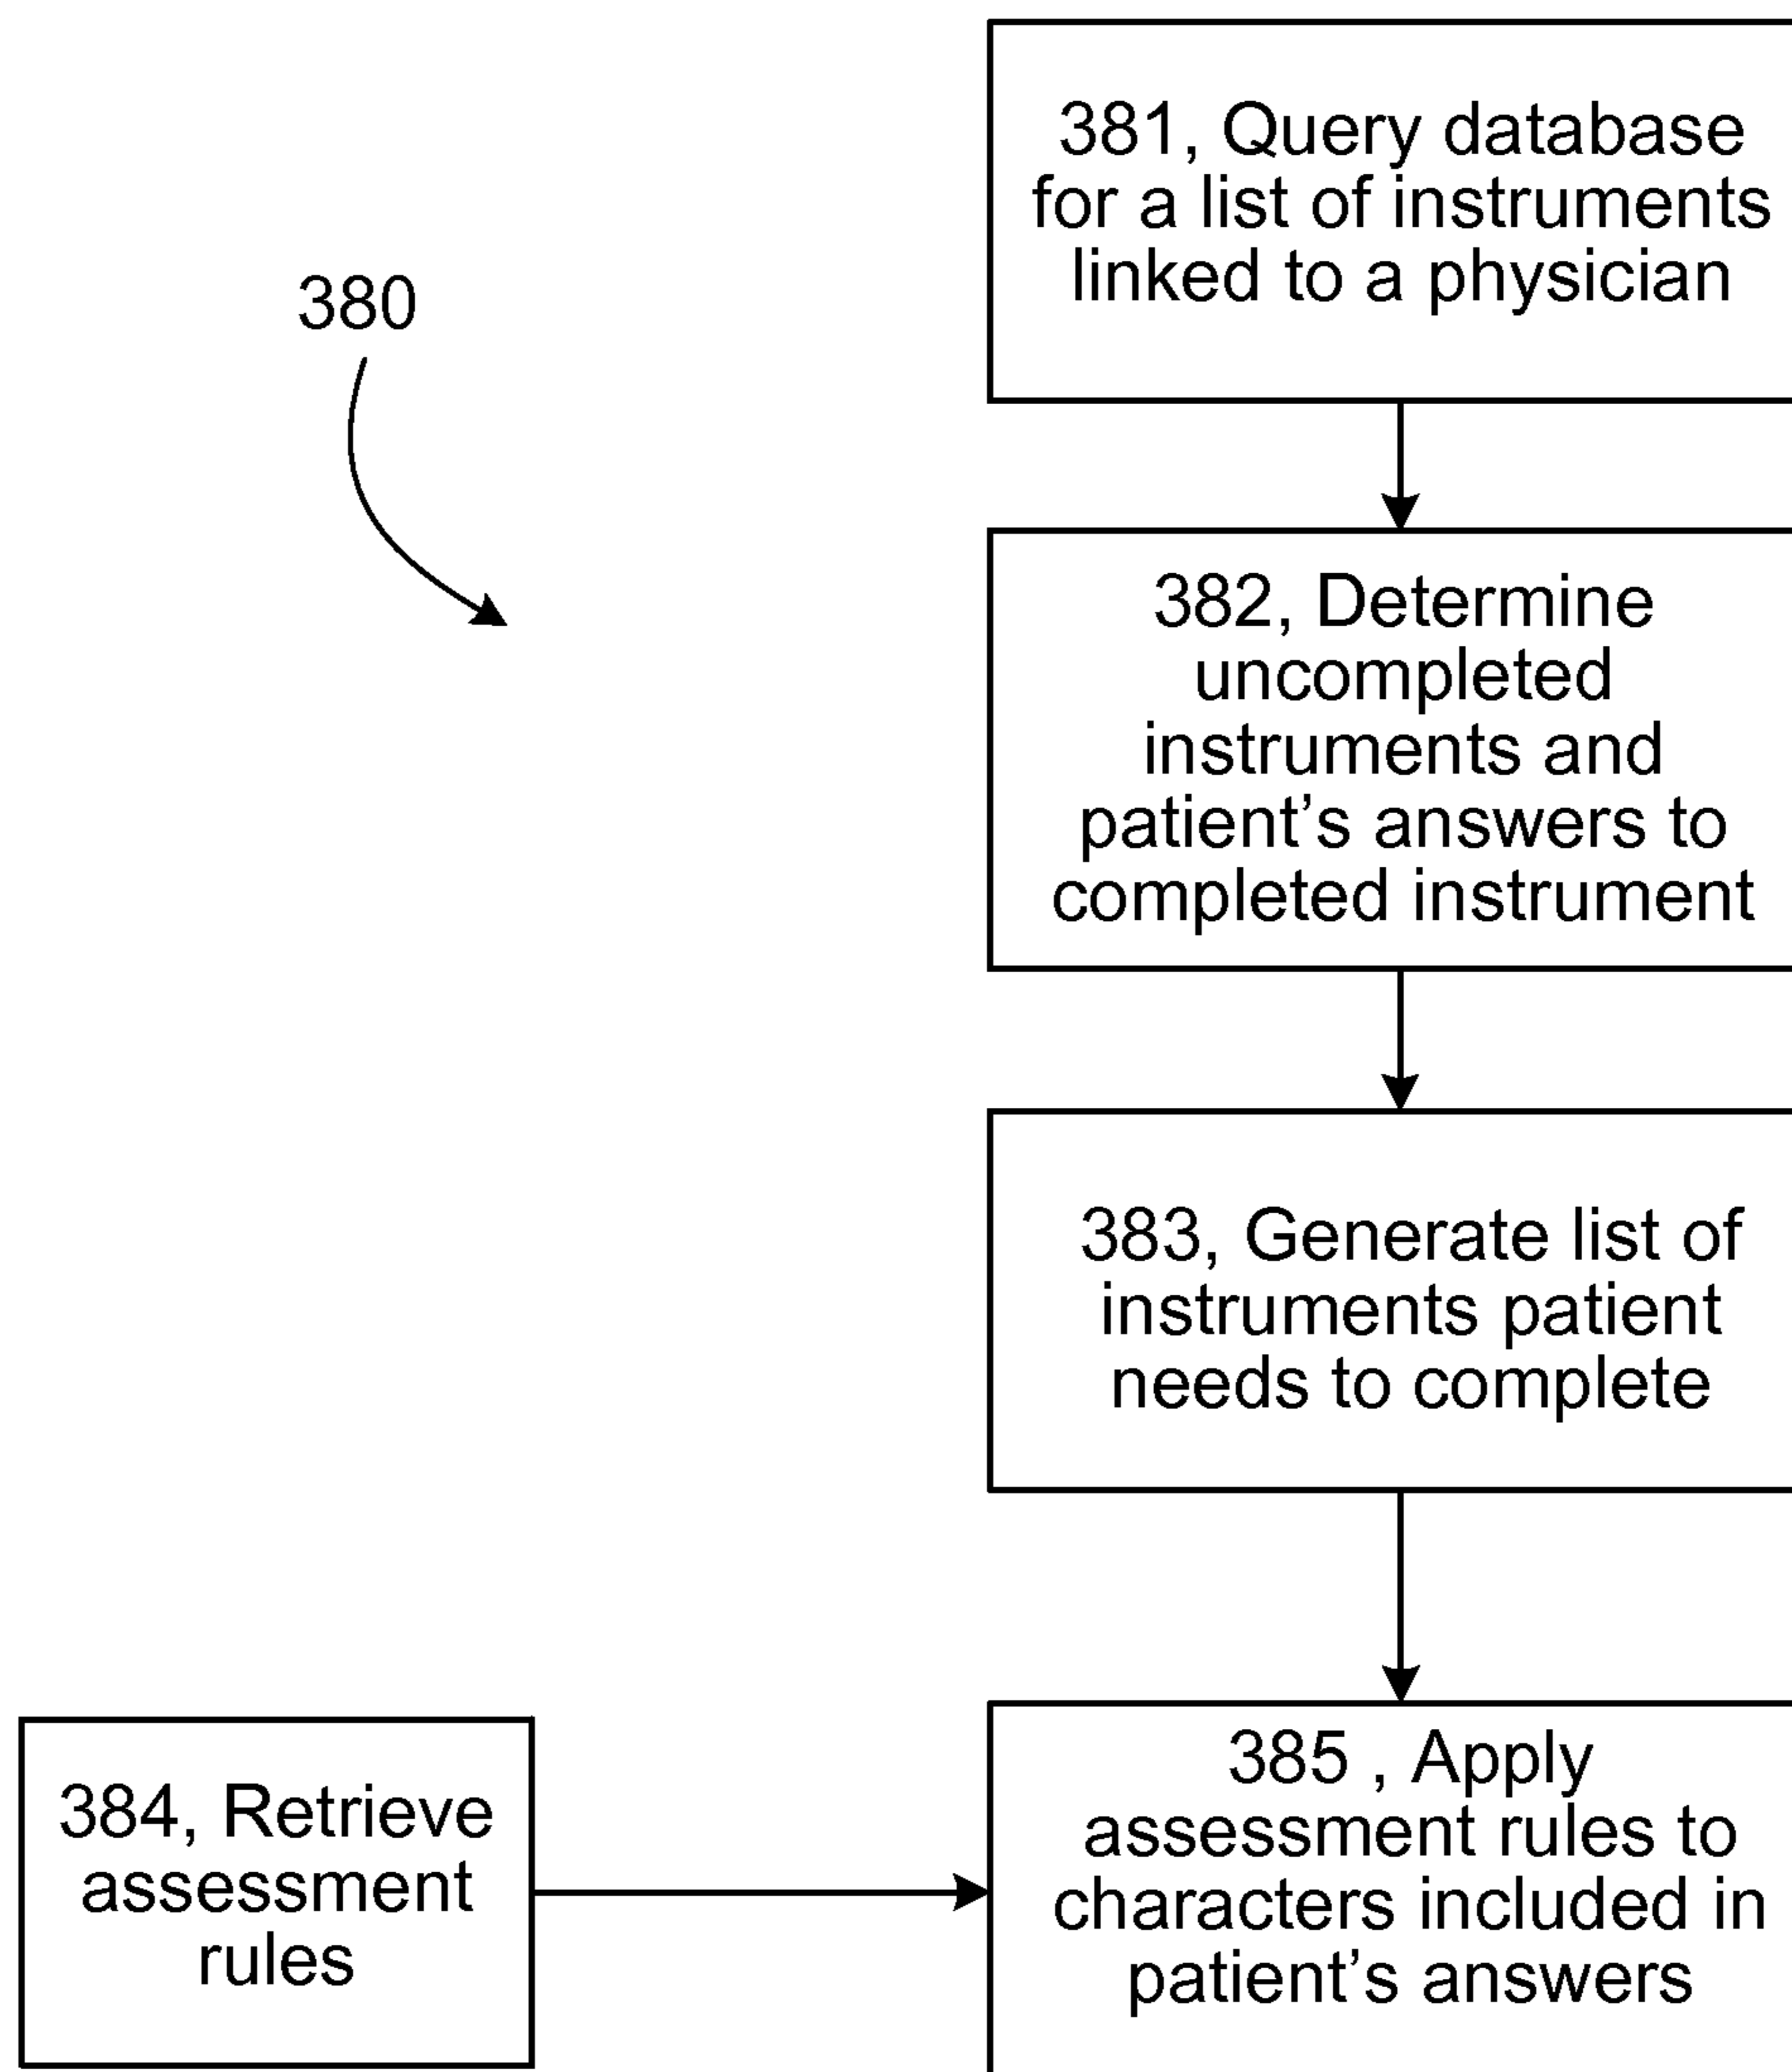 380
381, Query database
for a list of instruments
linked to a physician
382, Determine
uncompleted
instruments and
patient's answers to
completed instrument
383, Generate list of
instruments patient
needs to complete
384, Retrieve
assessment
rules
385 , Apply
assessment rules to
characters included in
patient's answers